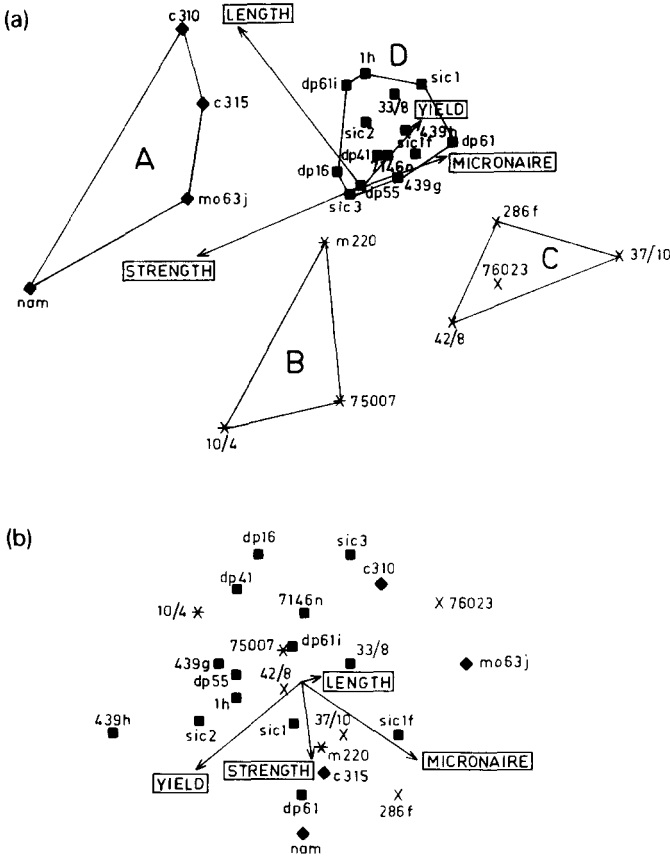 (a)
c310
LENGTH
1h
D
sic1
dp61i
c315
33/8
YIELD
sic2
439h
A
sic1f
dp61
dp41
7146n
MICRONAIRE
dp16
439g
dp55
mo63j
sic3
286f
m220
37/10
STRENGTH
C
76023
nam
42/8
B
75007
10/4
(b)
dp16
sic3
c310
dp41
7146n
76023
10/4
75007
dp61i
33/8
439g
mo63j
dp55
42/8
LENGTH
1h
439h
37/10
sic1f
sic2
sic1
m220
MICRONAIRE
YIELD
STRENGTH
c315
dp61
286f
nam